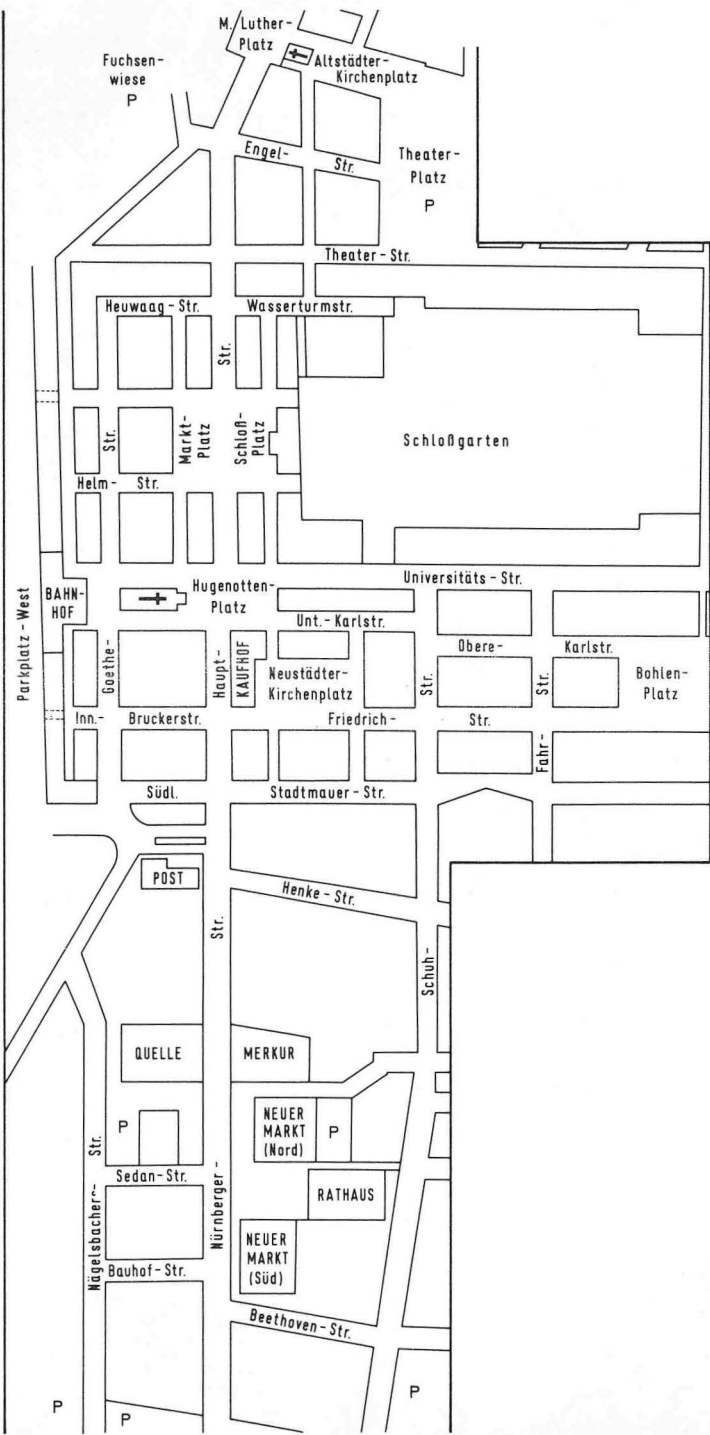 M. Luther-
Platz
Fuchsen-
wiese
P
Altstädter-
Kirchenplatz
Engel-
Str.
Theater-
Platz
P
Theater-Str.
Heuwaag-Str.
Wasserturmstr.
Str.
Str.
Markt-
Platz
Schloß-
Platz
Schloßgarten
Helm-
Str.
Universitäts-Str.
BAHN-
HOF
Hugenotten-
Platz
Parkplatz-West
Unt.-Karlstr.
Obere-
Karlstr.
Goethe-
Haupt-
KAUFHOF
Neustädter-
Kirchenplatz
Str.
Str.
Bohlen-
Platz
Inn.-
Bruckerstr.
Friedrich-
Str.
Fahr-
Südl.
Stadtmauer-Str.
POST
Henke-Str.
Str.
Schuh-
QUELLE
MERKUR
NEUER
MARKT
(Nord)
P
P
Str.
Sedan-Str.
RATHAUS
Nägelsbacher-
Nürnberger-
NEUER
MARKT
(Süd)
Bauhof-Str.
Beethoven-Str.
P
P
P